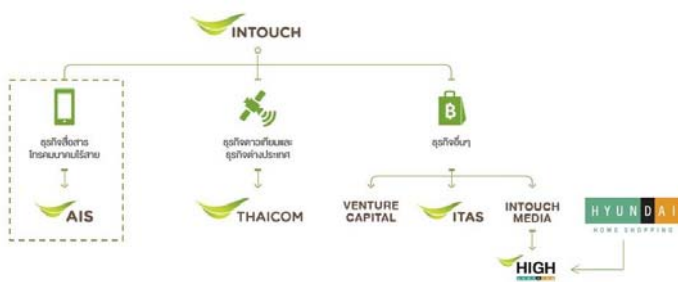 INTOUCH
ธุรกิจสื่อสาร
โทรคมนาคมไร้สาย
AIS
ธุรกิจดาวเทียมและ
ธุรกิจต่างประเทศ
THAICOM
ธุรกิจอื่นๆ
VENTURE
CAPITAL
ITAS
INTOUCH
MEDIA
HYUNDAI
HOME SHOPPING
HIGH